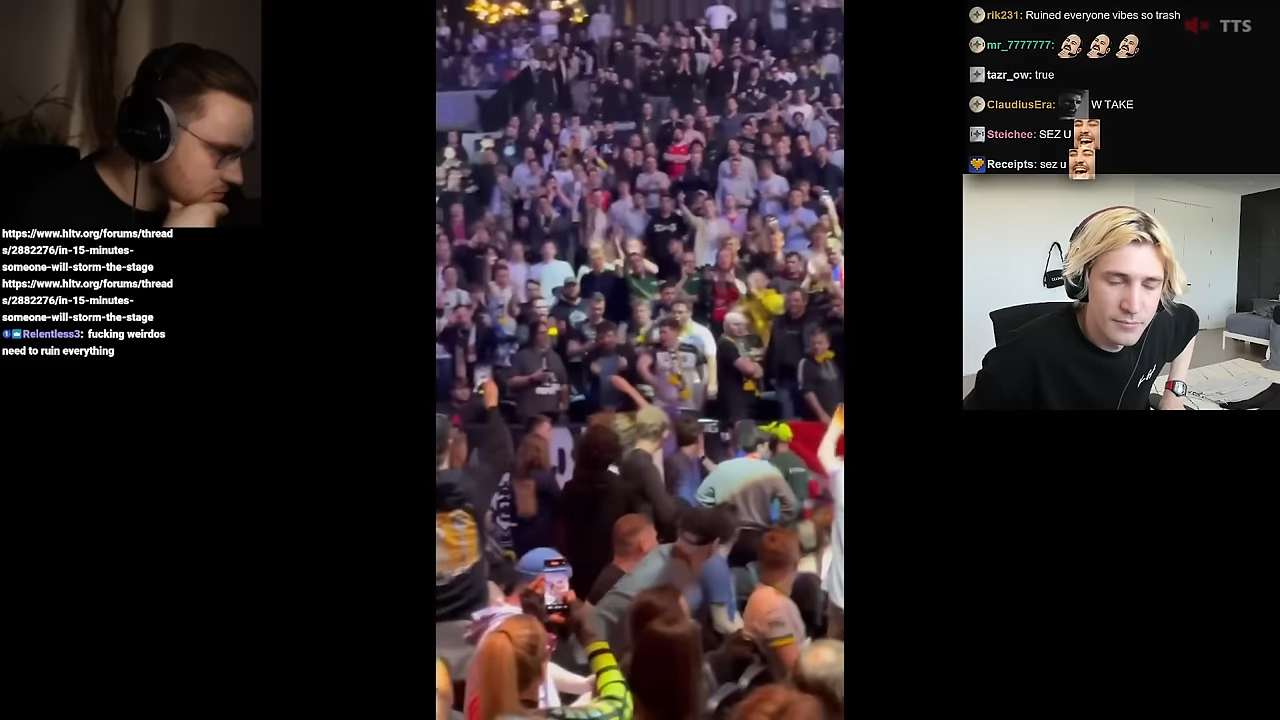 https://www.hltv.org/forums/thread
s/2882276/in-15-minutes-
someone-will-storm-the-stage
https://www.hltv.org/forums/thread
s/2882276/in-15-minutes-
someone-will-storm-the-stage
Relentless3: fucking weirdos
need to ruin everything
rik231: Ruined everyone vibes so trash
TTS
mr_7777777:
tazr_ow: true
ClaudiusEra: W TAKE
Steichee: SEZ U
Receipts: sez u